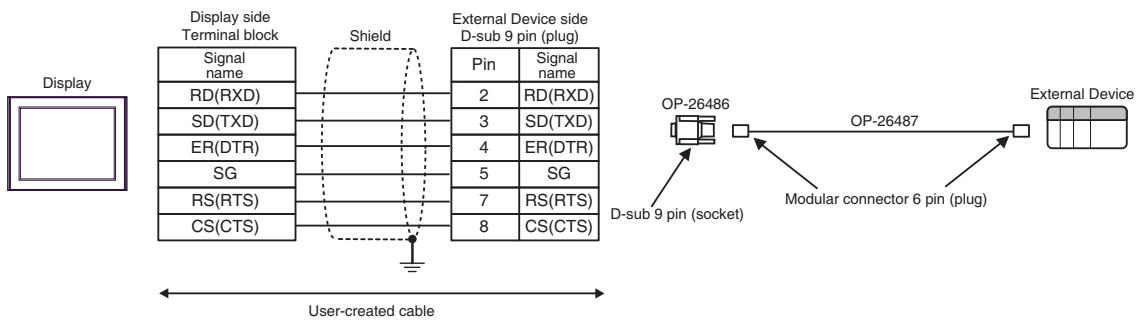 Display
Display side
Terminal block
Shield
External Device side
D-sub 9 pin (plug)
Signal name
Pin
Signal name
RD(RXD) 2 RD(RXD)
SD(TXD) 3 SD(TXD)
ER(DTR) 4 ER(DTR)
SG 5 SG
RS(RTS) 7 RS(RTS)
CS(CTS) 8 CS(CTS)
User-created cable
OP-26486
D-sub 9 pin (socket)
OP-26487
Modular connector 6 pin (plug)
External Device